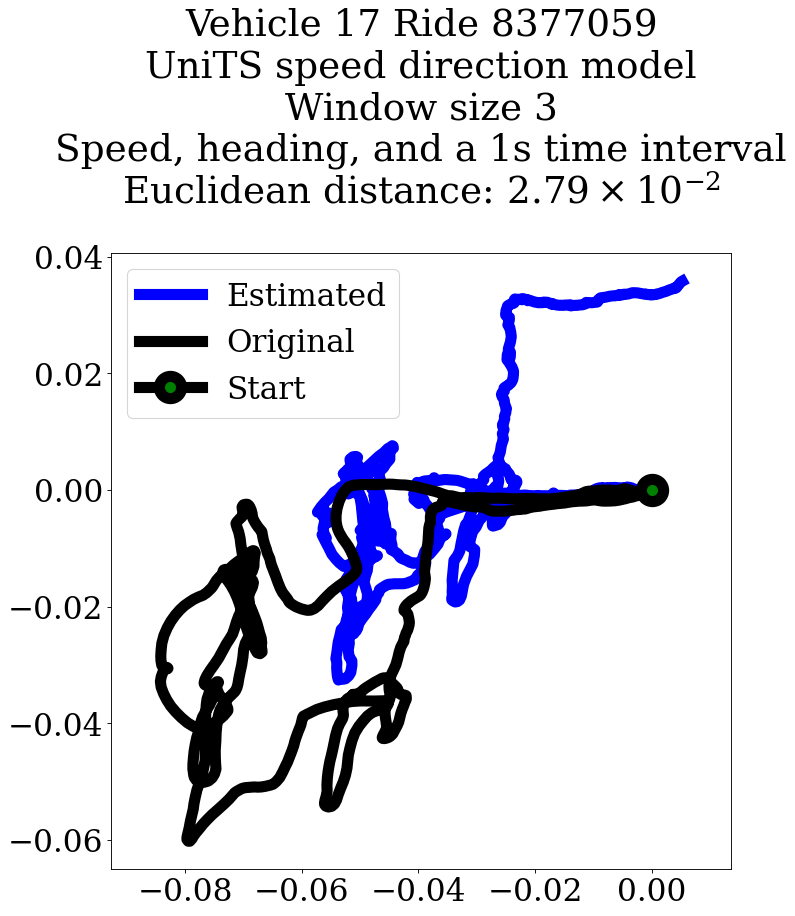 Vehicle 17 Ride 8377059
UniTS speed direction model
Window size 3
Speed, heading, and a 1s time interval
Euclidean distance: 2.79 × 10⁻²
0.04
Estimated
Original
Start
0.02
0.00
−0.02
−0.04
−0.06
−0.08 −0.06 −0.04 −0.02 0.00